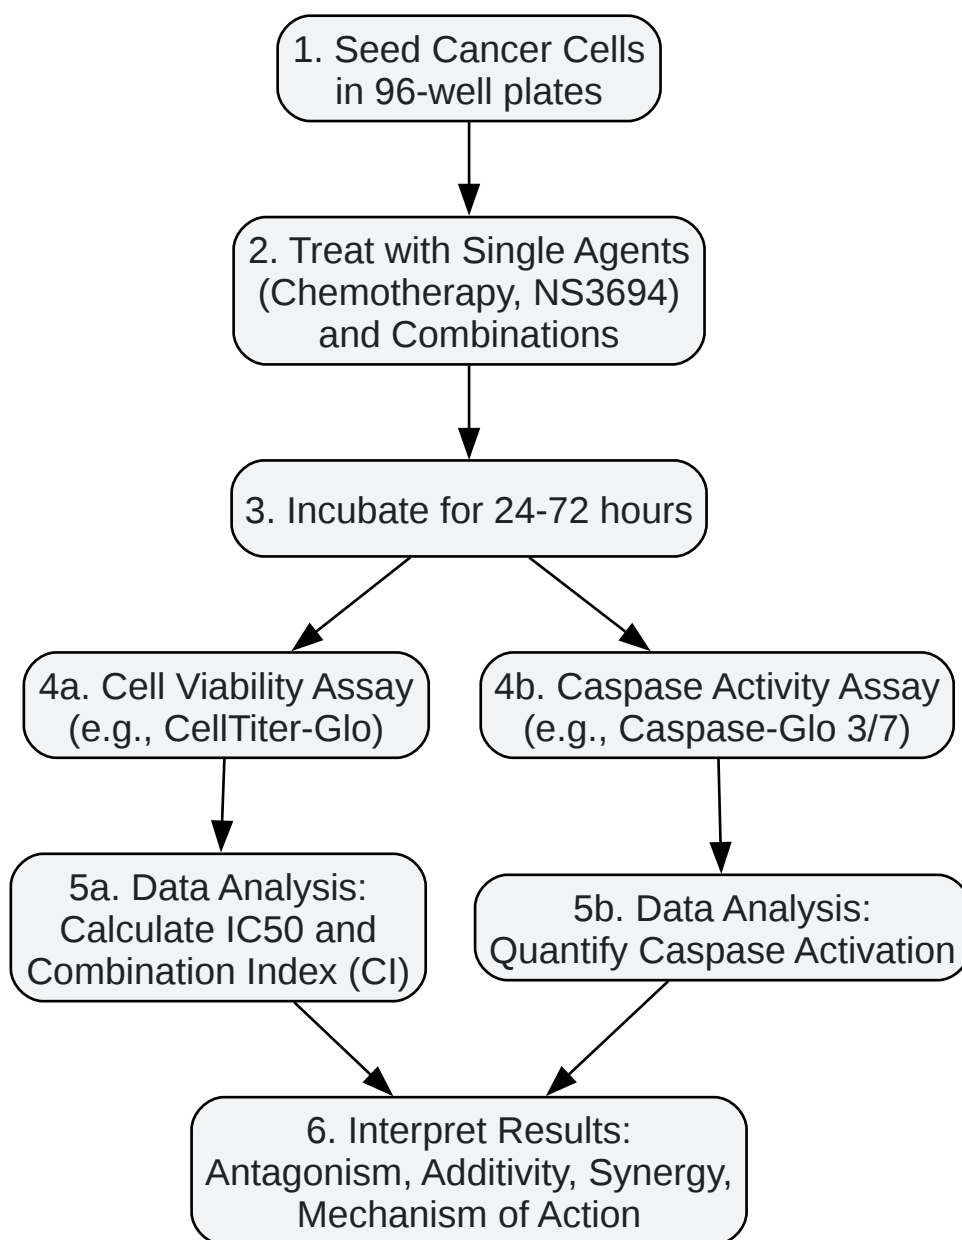 1. Seed Cancer Cells
in 96-well plates
2. Treat with Single Agents
(Chemotherapy, NS3694)
and Combinations
3. Incubate for 24-72 hours
4a. Cell Viability Assay
(e.g., CellTiter-Glo)
4b. Caspase Activity Assay
(e.g., Caspase-Glo 3/7)
5a. Data Analysis:
Calculate IC50 and
Combination Index (CI)
5b. Data Analysis:
Quantify Caspase Activation
6. Interpret Results:
Antagonism, Additivity, Synergy,
Mechanism of Action